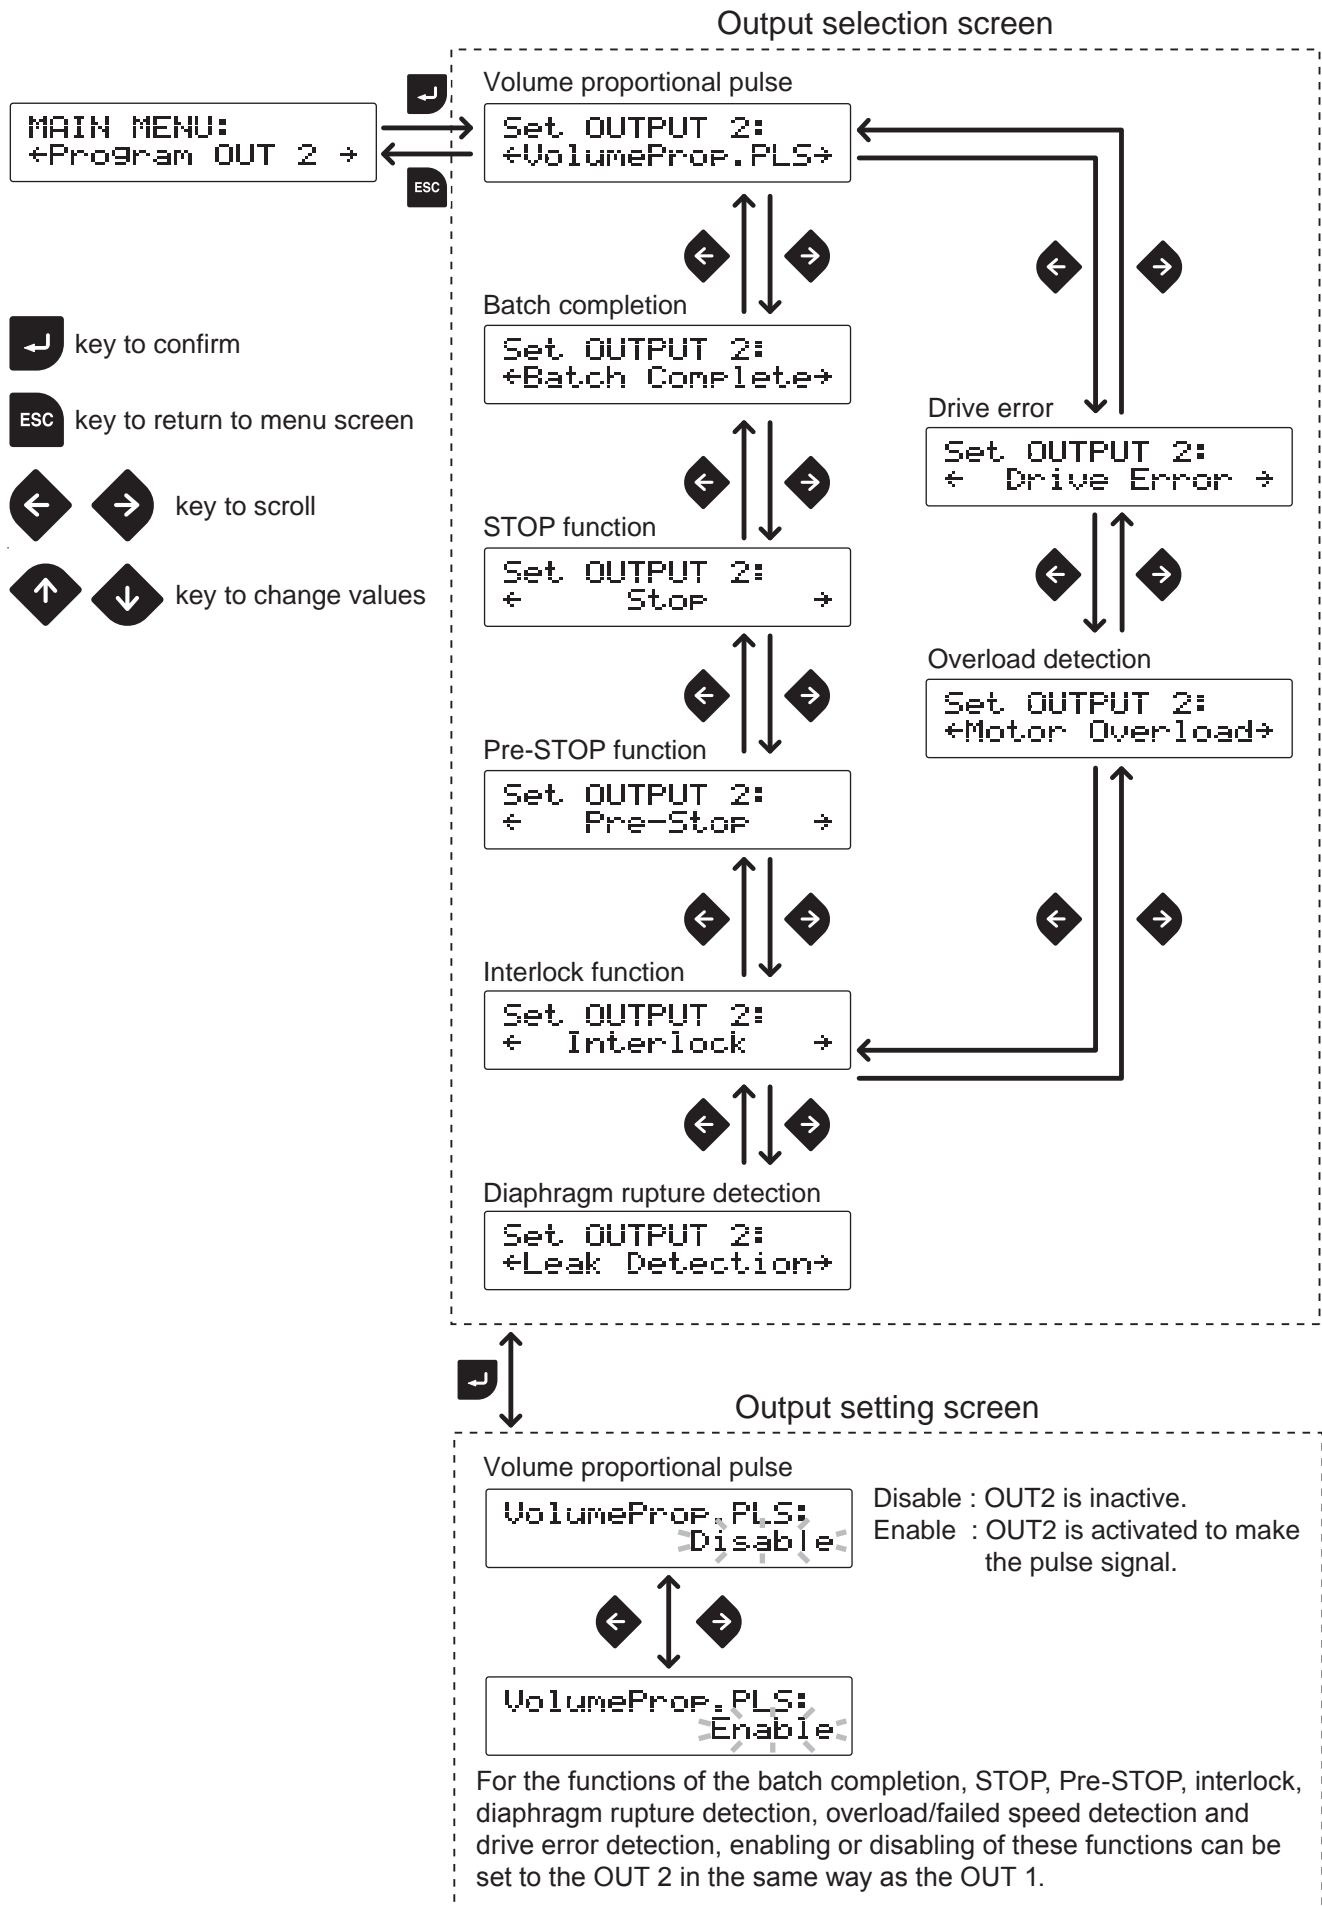 Output selection screen
Volume proportional pulse
MAIN MENU:
←Program OUT 2 →
ESC
Set OUTPUT 2:
←VolumeProp.PLS→
Batch completion
Set OUTPUT 2:
←Batch Complete→
key to confirm
ESC key to return to menu screen
key to scroll
key to change values
STOP function
Set OUTPUT 2:
← Stop →
Pre-STOP function
Set OUTPUT 2:
← Pre-Stop →
Interlock function
Set OUTPUT 2:
← Interlock →
Diaphragm rupture detection
Set OUTPUT 2:
←Leak Detection→
Drive error
Set OUTPUT 2:
← Drive Error →
Overload detection
Set OUTPUT 2:
←Motor Overload→
Output setting screen
Volume proportional pulse
VolumeProp.PLS:
Disable
Disable : OUT2 is inactive.
Enable : OUT2 is activated to make
the pulse signal.
VolumeProp.PLS:
Enable
For the functions of the batch completion, STOP, Pre-STOP, interlock,
diaphragm rupture detection, overload/failed speed detection and
drive error detection, enabling or disabling of these functions can be
set to the OUT 2 in the same way as the OUT 1.